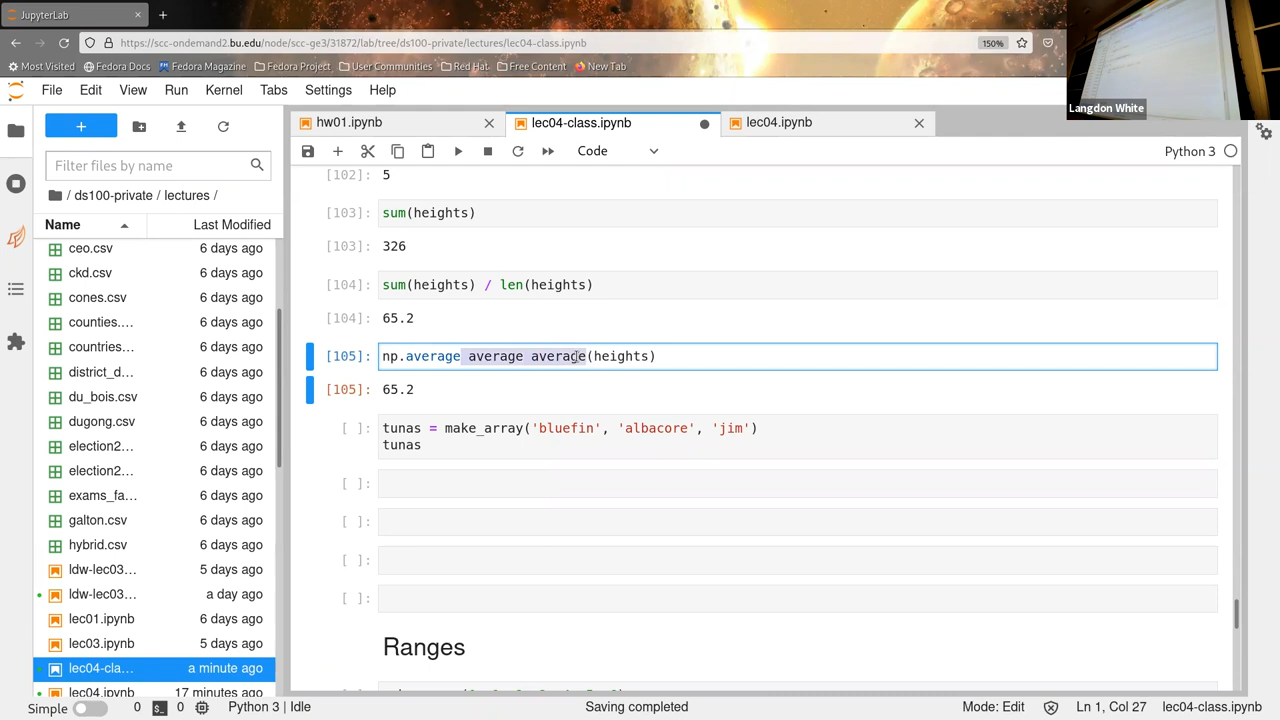 JupyterLab
https://scc-ondemand2.bu.edu/node/scc-ge3/31872/lab/tree/ds100-private/lectures/lec04-class.ipynb
150%
Most Visited Fedora Docs Fedora Magazine Fedora Project User Communities Red Hat Free Content New Tab
Langdon White
File Edit View Run Kernel Tabs Settings Help
hw01.ipynb lec04-class.ipynb lec04.ipynb
Code
Python 3
Filter files by name
/ ds100-private / lectures /
Name Last Modified
ceo.csv 6 days ago
ckd.csv 6 days ago
cones.csv 6 days ago
counties.… 6 days ago
countries… 6 days ago
district_d… 6 days ago
du_bois.csv 6 days ago
dugong.csv 6 days ago
election2… 6 days ago
election2… 6 days ago
exams_fa… 6 days ago
galton.csv 6 days ago
hybrid.csv 6 days ago
ldw-lec03… 5 days ago
ldw-lec03… a day ago
lec01.ipynb 6 days ago
lec03.ipynb 5 days ago
lec04-cla… a minute ago
lec04.ipynb 17 minutes ago
[102]: 5
[103]: sum(heights)
[103]: 326
[104]: sum(heights) / len(heights)
[104]: 65.2
[105]: np.average average average(heights)
[105]: 65.2
[ ]: tunas = make_array('bluefin', 'albacore', 'jim')
tunas
[ ]:
[ ]:
[ ]:
[ ]:
Ranges
Simple 0 $_ 0 Python 3 | Idle Saving completed Mode: Edit Ln 1, Col 27 lec04-class.ipynb